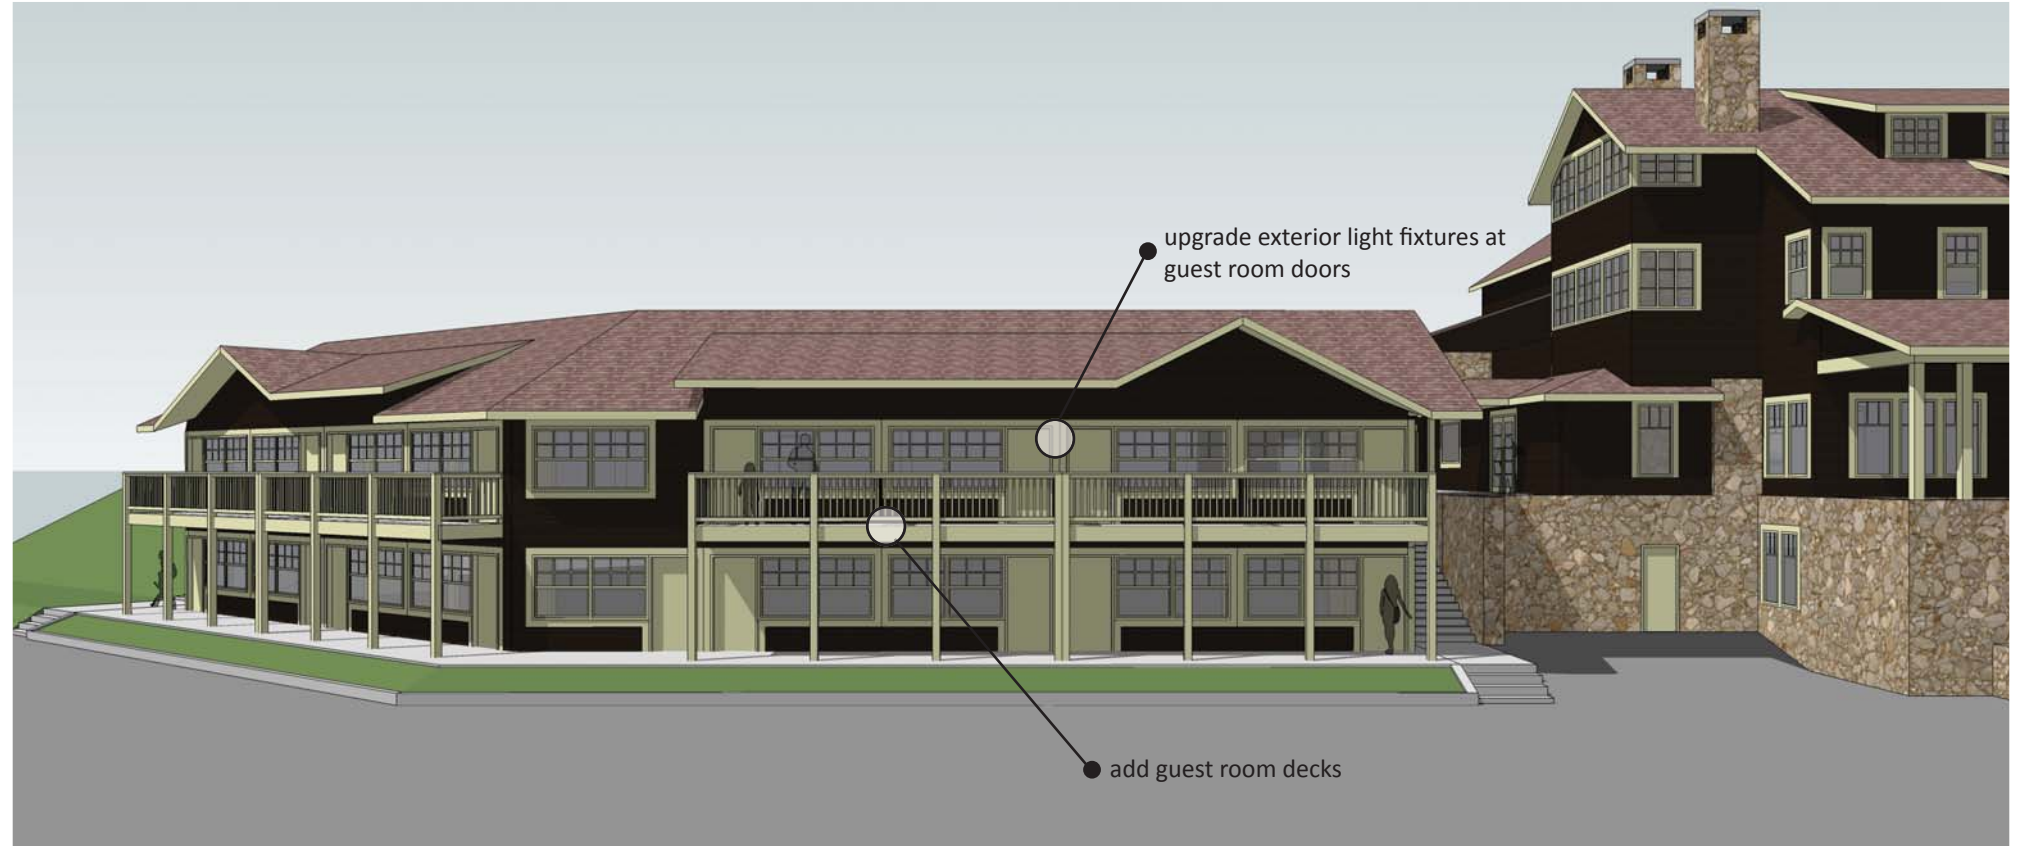 upgrade exterior light fixtures at
guest room doors
add guest room decks